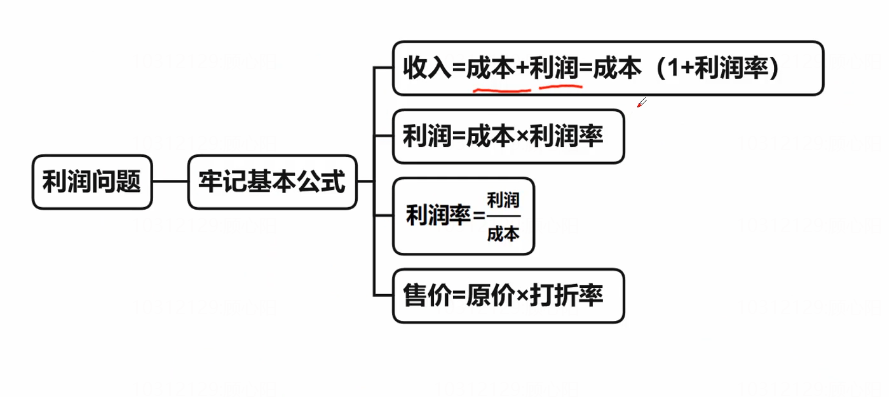 利润问题
牢记基本公式
收入=成本+利润=成本（1+利润率）
利润=成本×利润率
利润率=利润/成本
售价=原价×打折率